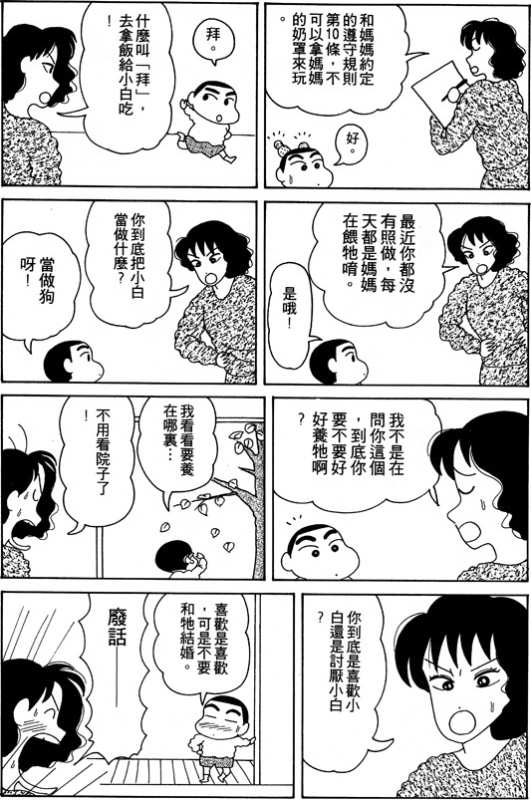 和媽媽約定
的遵守規則
第10條，不
可以拿媽媽
的奶罩來玩
。
好。
拜。
什麼叫「拜」，
去拿飯給小白吃
！
最近你都沒
有照做，每
天都是媽媽
在餵牠唷。
是哦！
你到底把小白
當做什麼？
當做狗
呀！
我不是在
問你這個
，到底你
要不要好
好養牠啊
？
我看看要養
在哪裏…
不用看院子了
！
你到底是喜歡小
白還是討厭小白
？
喜歡是喜歡
，可是不要
和牠結婚。
廢話